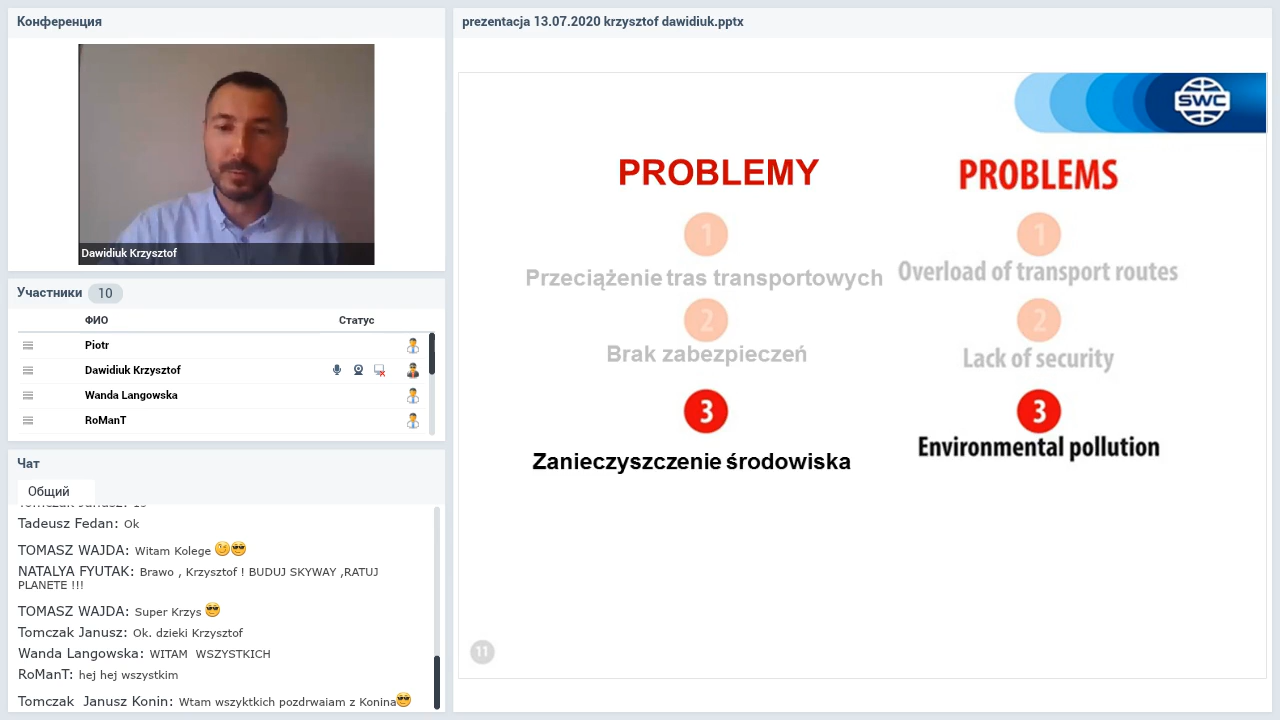 Конференция
Dawidiuk Krzysztof
Участники 10
ФИО Статус
Piotr
Dawidiuk Krzysztof
Wanda Langowska
RoManT
Чат
Общий
Tadeusz Fedan: Ok
TOMASZ WAJDA: Witam Kolege
NATALYA FYUTAK: Brawo , Krzysztof ! BUDUJ SKYWAY ,RATUJ
PLANETE !!!
TOMASZ WAJDA: Super Krzys
Tomczak Janusz: Ok. dzieki Krzysztof
Wanda Langowska: WITAM WSZYSTKICH
RoManT: hej hej wszystkim
Tomczak Janusz Konin: Wtam wszyktkich pozdrwaiam z Konina
prezentacja 13.07.2020 krzysztof dawidiuk.pptx
SWC
PROBLEMY
1
Przeciążenie tras transportowych
2
Brak zabezpieczeń
3
Zanieczyszczenie środowiska
PROBLEMS
1
Overload of transport routes
2
Lack of security
3
Environmental pollution
11